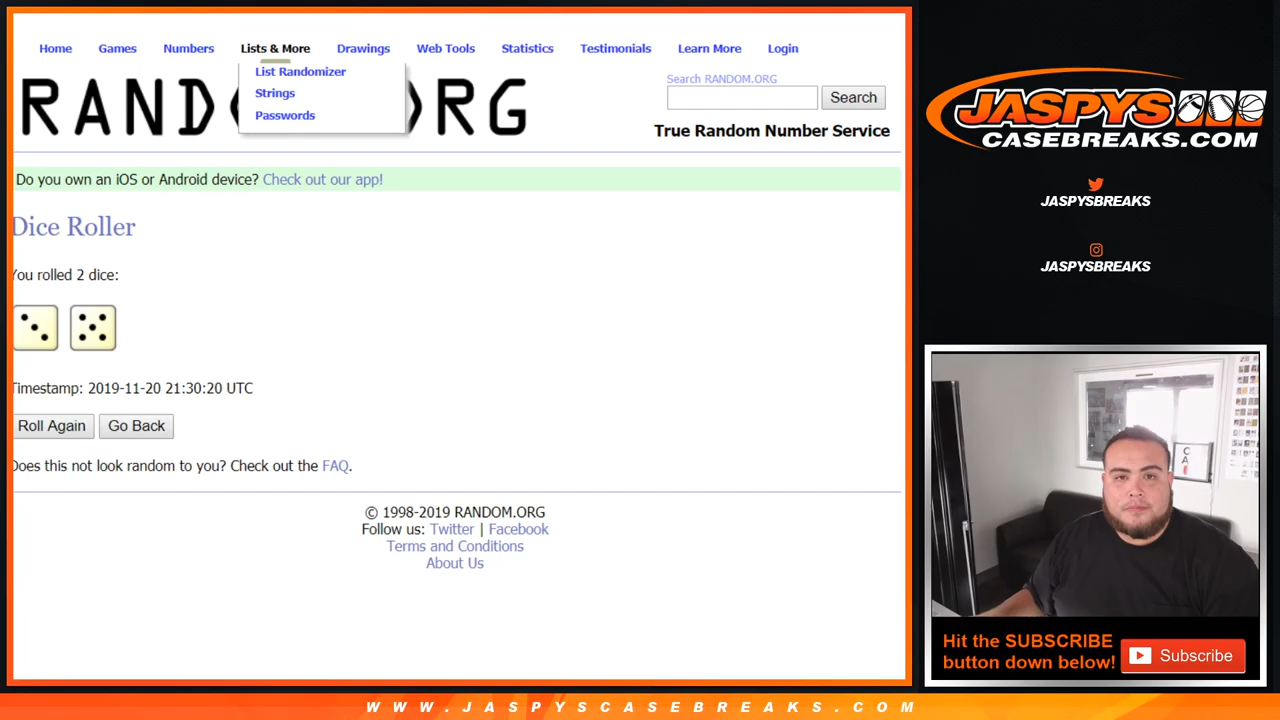 Home Games Numbers Lists & More Drawings Web Tools Statistics Testimonials Learn More Login
List Randomizer
Strings
Passwords
RAND RG
Search RANDOM.ORG
Search
True Random Number Service
Do you own an iOS or Android device? Check out our app!
Dice Roller
You rolled 2 dice:
Timestamp: 2019-11-20 21:30:20 UTC
Roll Again Go Back
Does this not look random to you? Check out the FAQ.
© 1998-2019 RANDOM.ORG
Follow us: Twitter | Facebook
Terms and Conditions
About Us
JASPYS
CASEBREAKS.COM
JASPYSBREAKS
JASPYSBREAKS
Hit the SUBSCRIBE
button down below!
Subscribe
WWW.JASPYSCASEBREAKS.COM